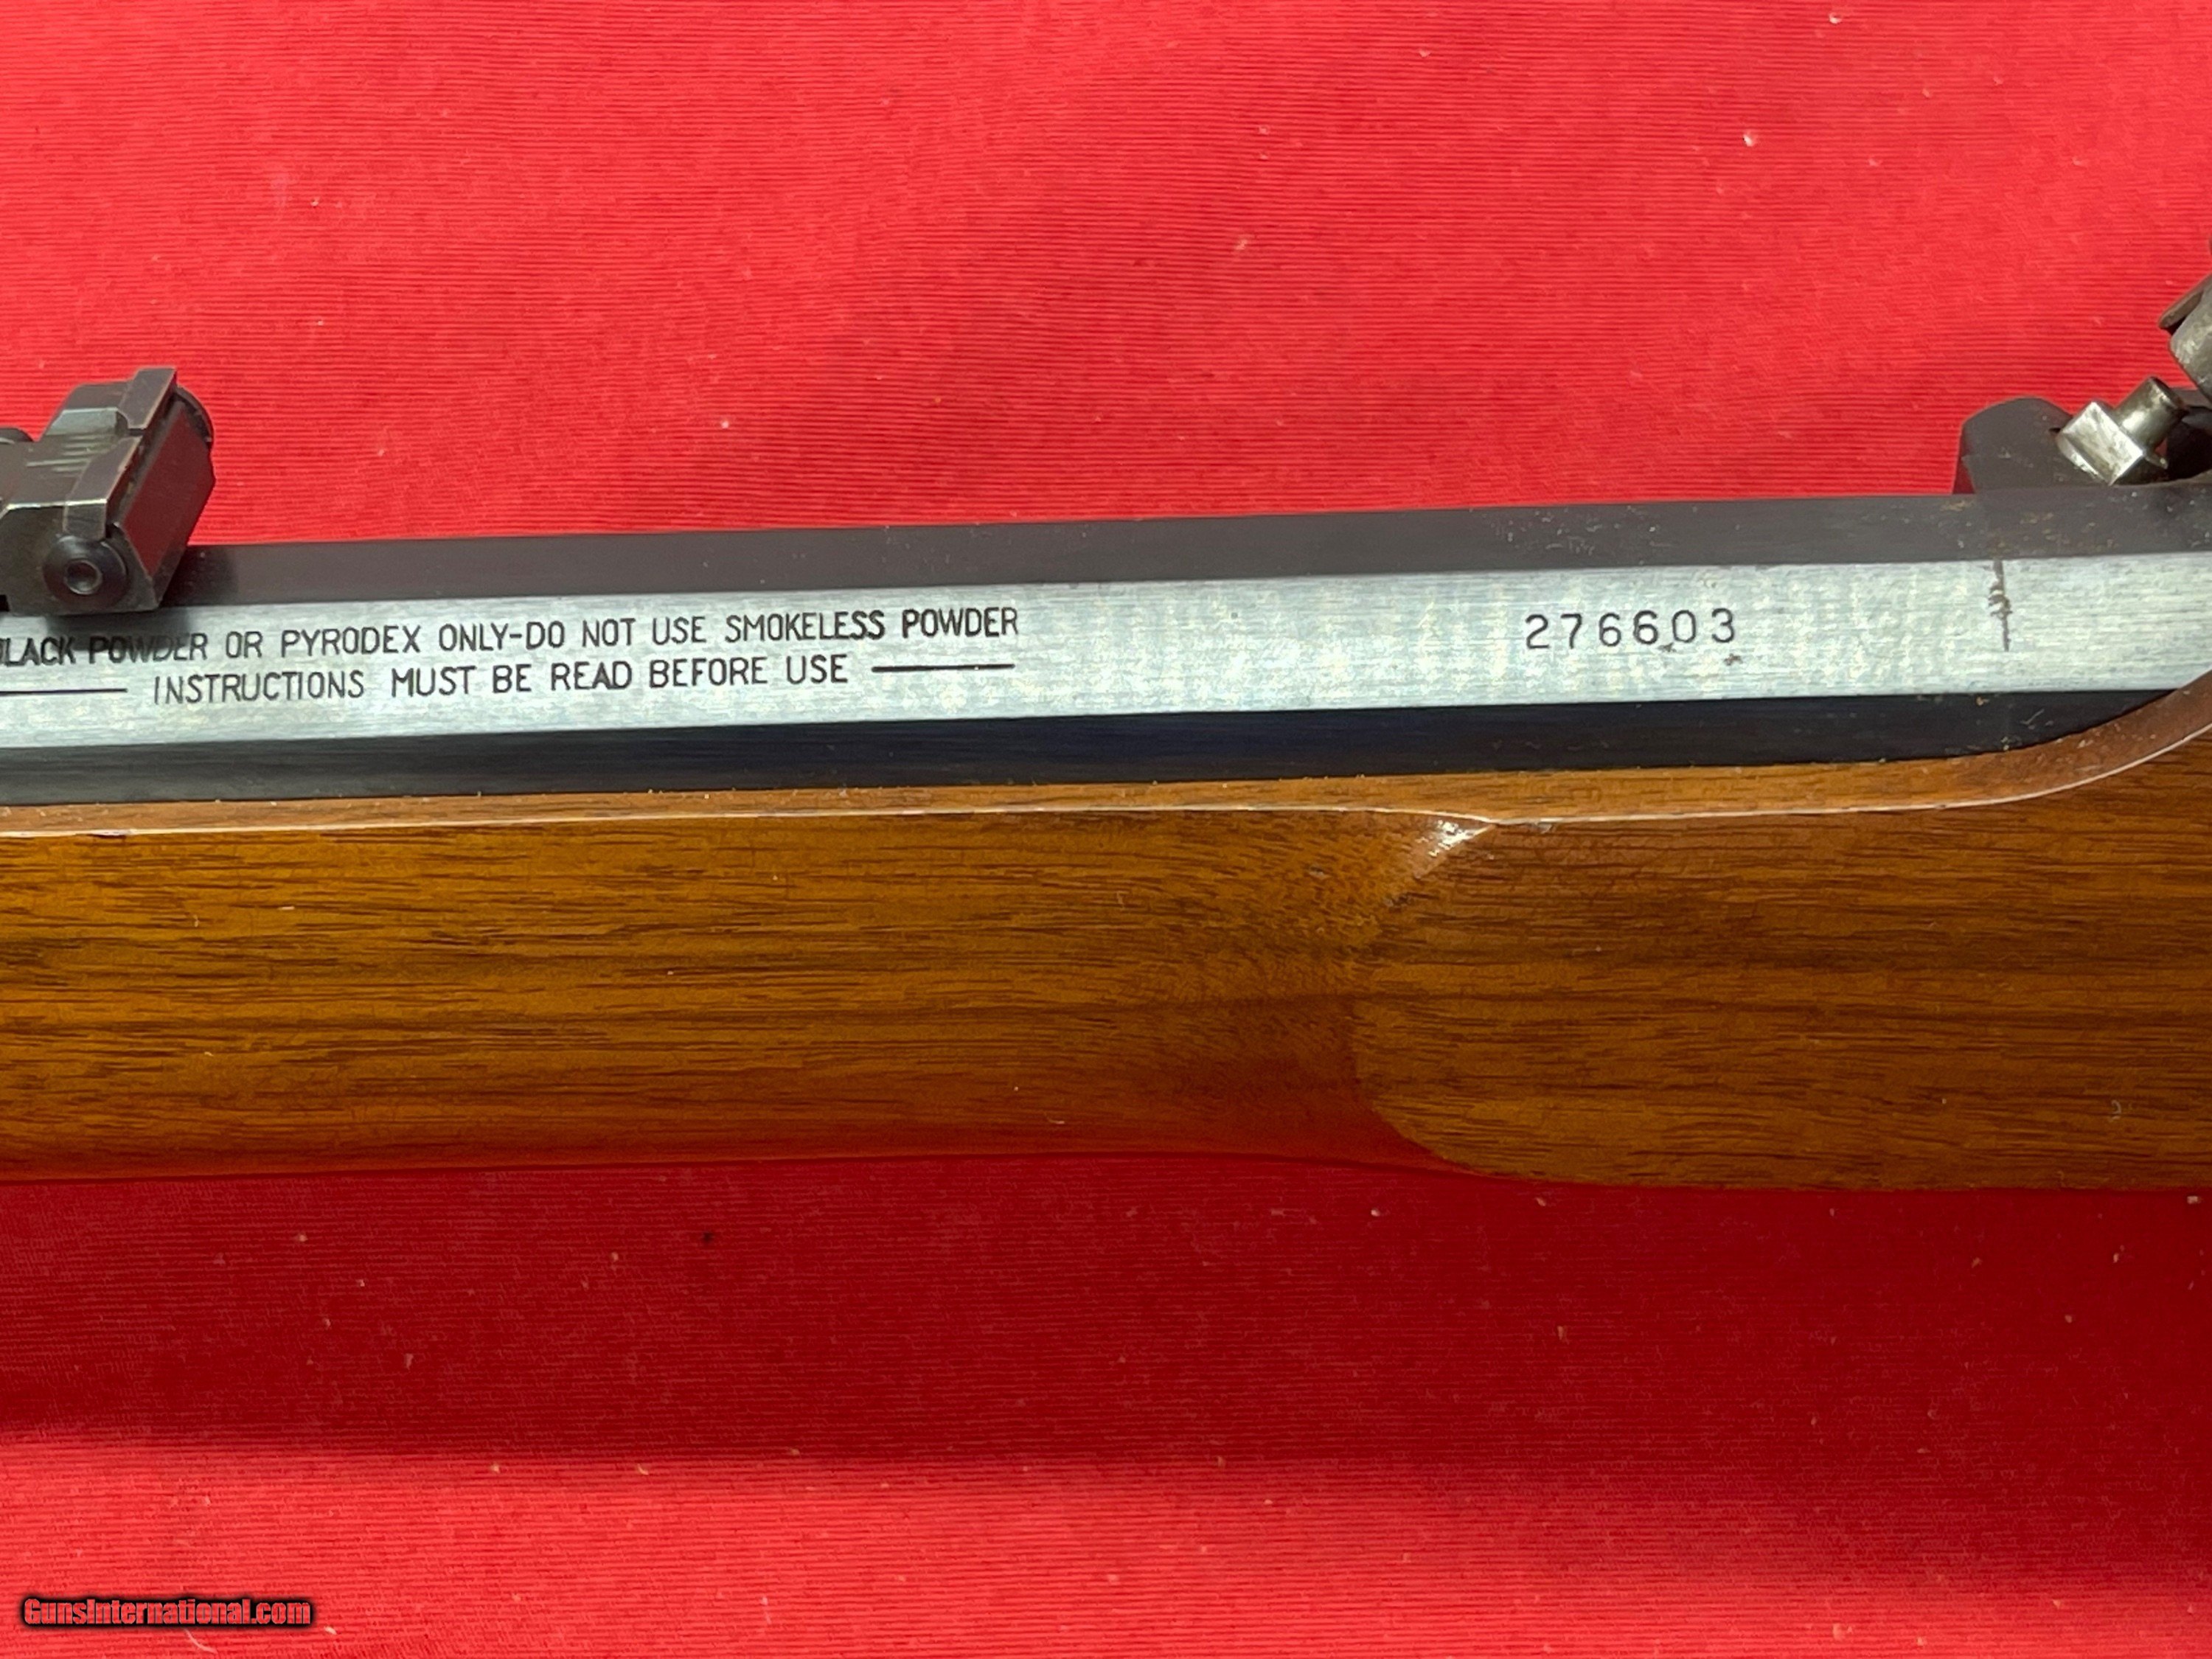 BLACK POWDER OR PYRODEX ONLY-DO NOT USE SMOKELESS POWDER
INSTRUCTIONS MUST BE READ BEFORE USE
276603
GunsInternational.com